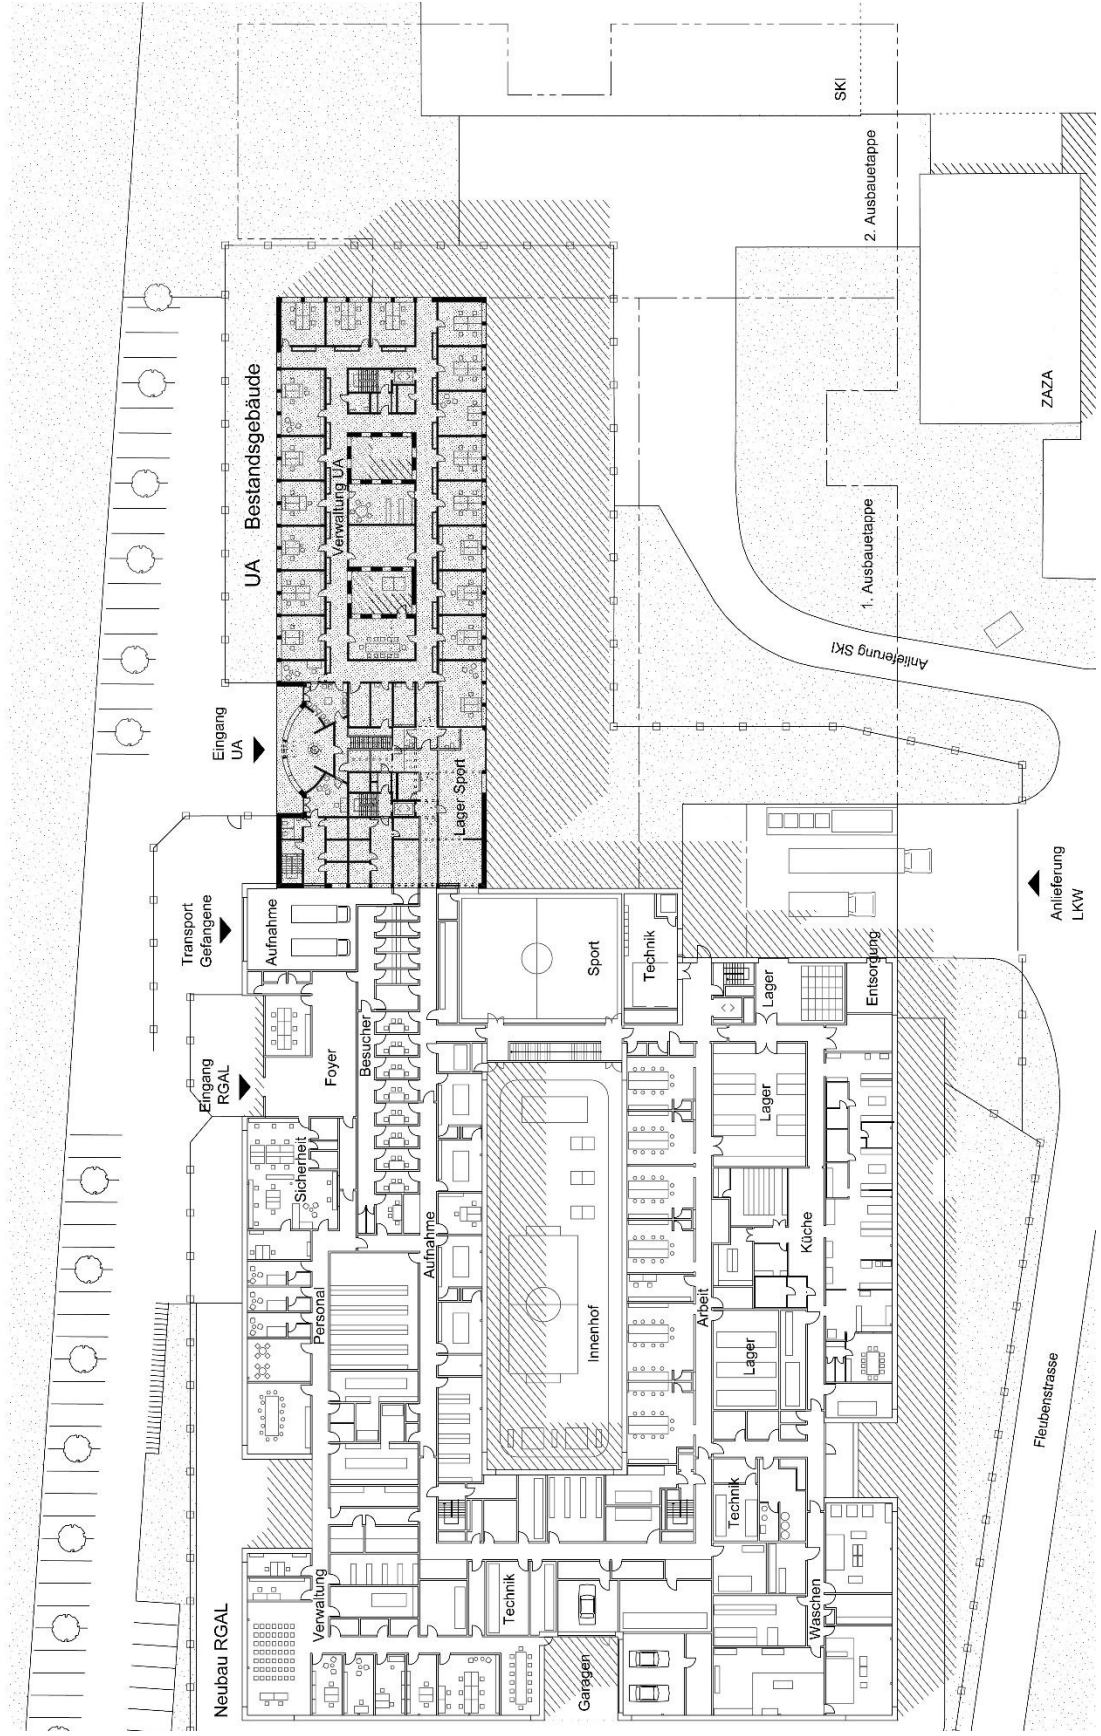 Neubau RGAL
Verwaltung
Personal
Sicherheit
Eingang
RGAL
Foyer
Besucher
Transport
Gefangene
Aufnahme
Eingang
UA
UA
Bestandsgebäude
Verwaltung UA
Lager Sport
Aufnahme
Innenhof
Sport
Technik
Technik
Garagen
Arbeit
Lager
Lager
Lager
Küche
Technik
Waschen
Entsorgung
Anlieferung
LKW
Anlieferung SKI
1. Ausbauetappe
2. Ausbauetappe
SKI
ZAZA
Fleubenstrasse